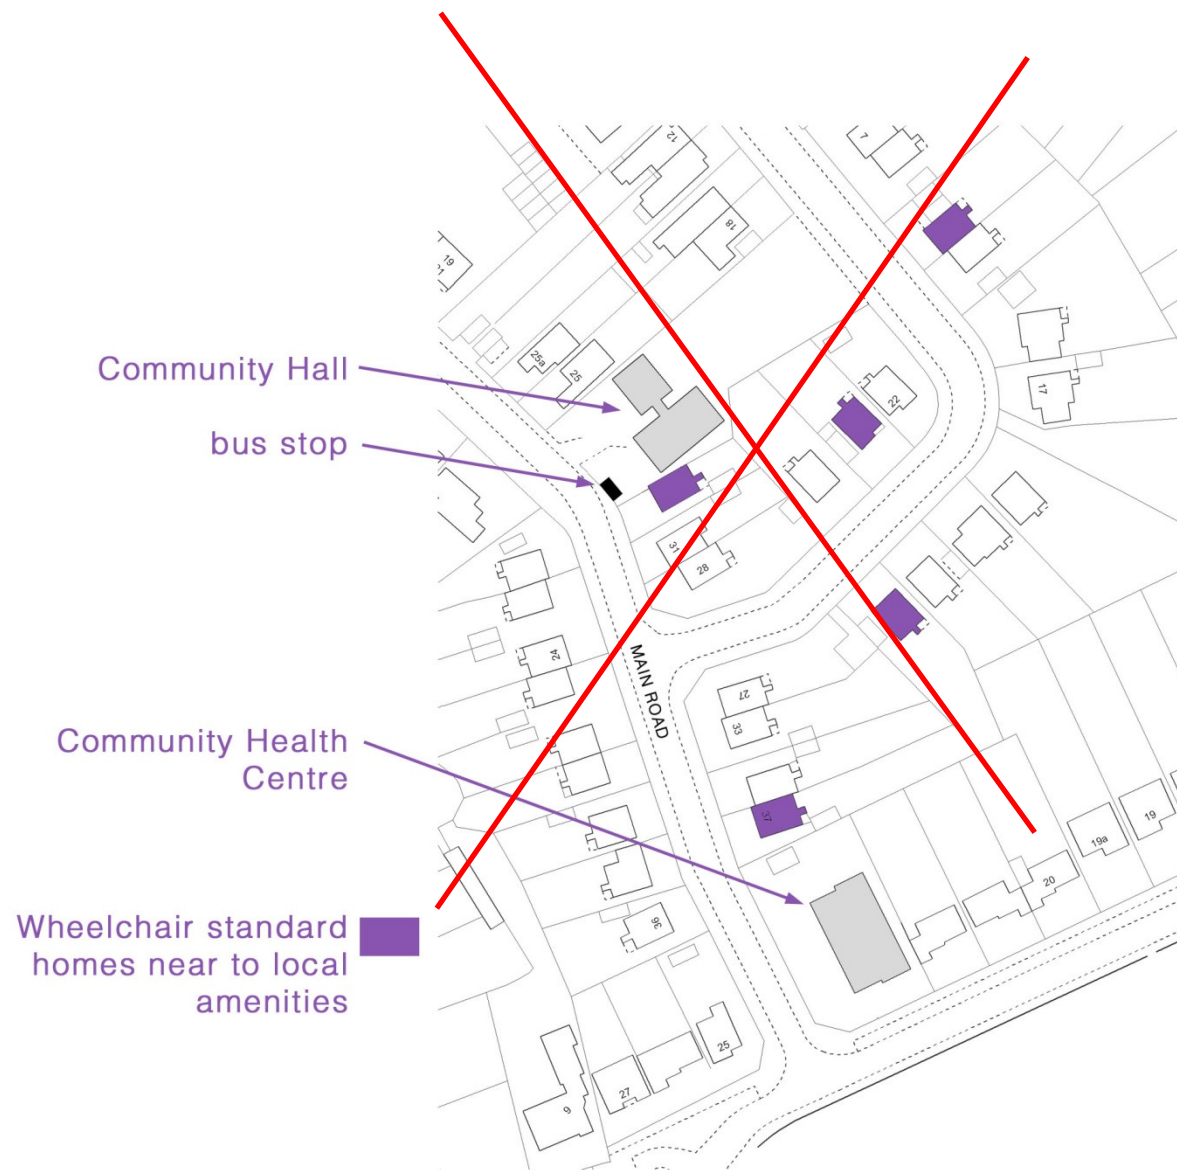 7
12
18
19
21
25a
25
22
17
Community Hall
bus stop
31
28
24
MAIN ROAD
27
33
Community Health
Centre
37
19
19a
20
36
Wheelchair standard
homes near to local
amenities
25
27
9